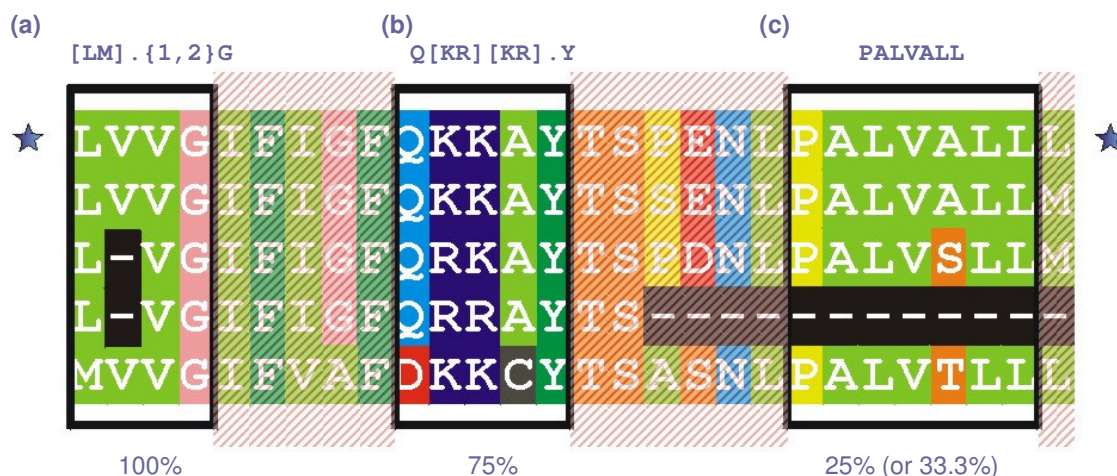 (a) (b) (c)
[LM].{1,2}G Q[KR][KR].Y PALVALL
LVVGIFIGFQKKAYTSPENLPALVALLL
LVVGIFIGFQKKAYTSSENLPALVALLM
L-VGIFIGFQRKAYTSPDNLPALVSLLM
L-VGIFIGFQRRAYTS------------
MVVGIFVAFDKKCYTSASNLPALVTLLL
100% 75% 25% (or 33.3%)